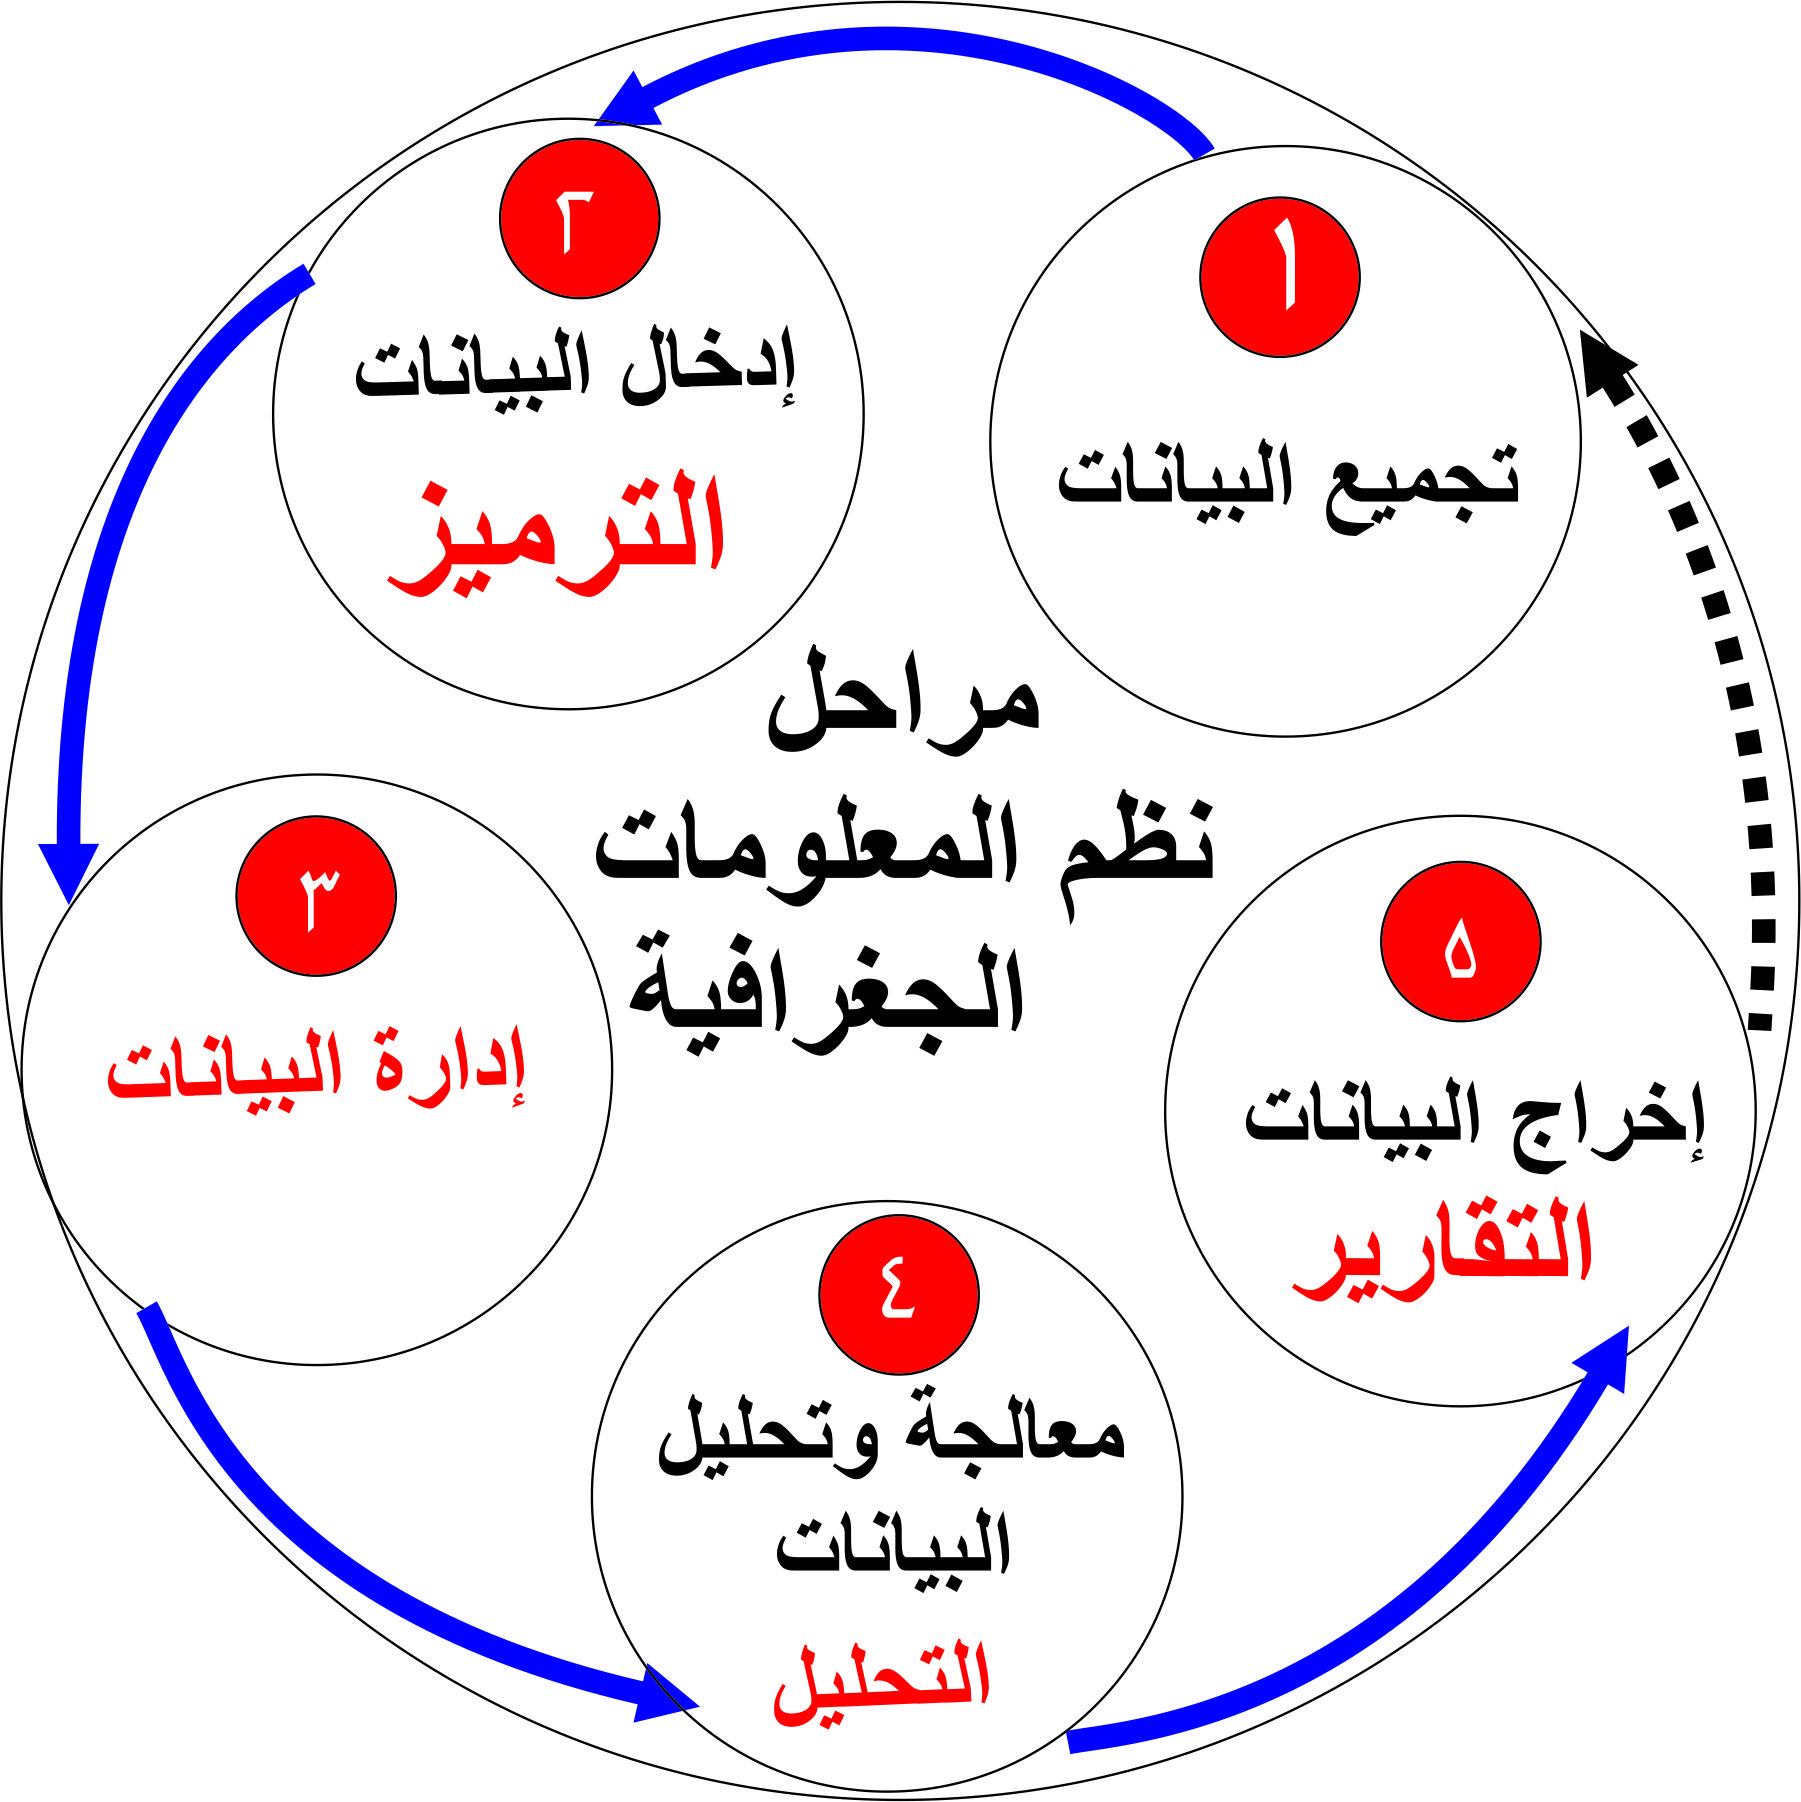 مراحل
نظم المعلومات
الجغرافية
١
تجميع البيانات
٢
إدخال البيانات
الترميز
٣
إدارة البيانات
٤
معالجة وتحليل
البيانات
التحليل
۵
إخراج البيانات
التقارير